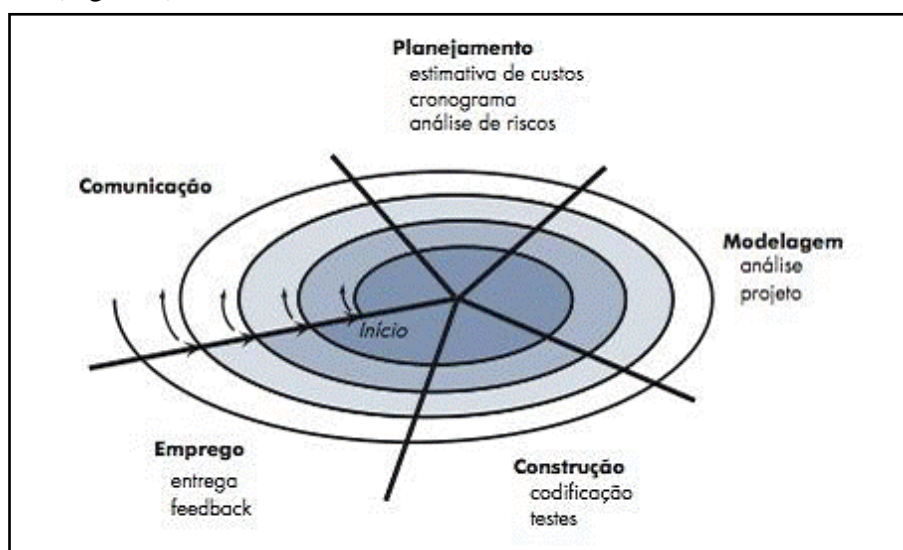 Planejamento
estimativa de custos
cronograma
análise de riscos
Comunicação
Modelagem
análise
projeto
Início
Emprego
entrega
feedback
Construção
codificação
testes